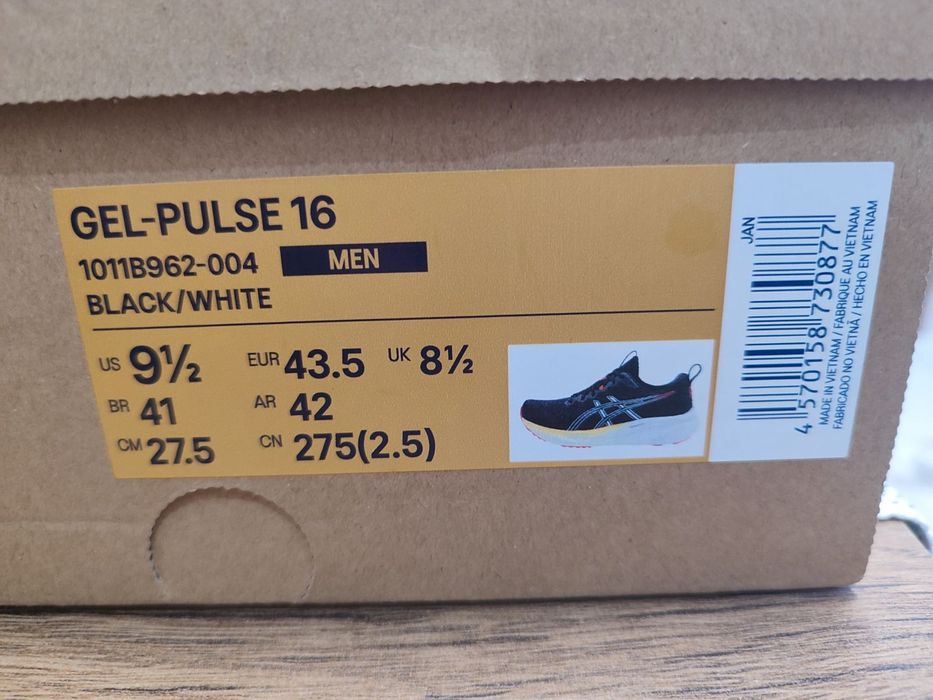 GEL-PULSE 16
1011B962-004 MEN
BLACK/WHITE
US 9½ EUR 43.5 UK 8½
BR 41 AR 42
CM 27.5 CN 275(2.5)
JAN
4 570158 730877
MADE IN VIETNAM / FABRIQUE AU VIETNAM
FABRICADO NO VIETNÃ / HECHO EN VIETNAM